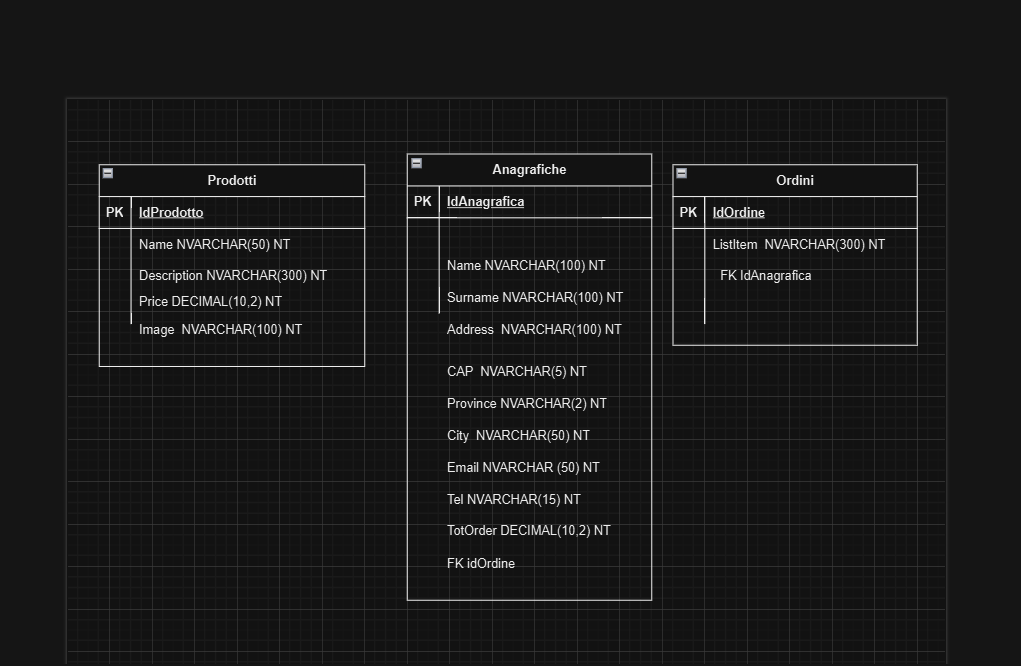 Prodotti
PK IdProdotto
Name NVARCHAR(50) NT
Description NVARCHAR(300) NT
Price DECIMAL(10,2) NT
Image NVARCHAR(100) NT
Anagrafiche
PK IdAnagrafica
Name NVARCHAR(100) NT
Surname NVARCHAR(100) NT
Address NVARCHAR(100) NT
CAP NVARCHAR(5) NT
Province NVARCHAR(2) NT
City NVARCHAR(50) NT
Email NVARCHAR (50) NT
Tel NVARCHAR(15) NT
TotOrder DECIMAL(10,2) NT
FK idOrdine
Ordini
PK IdOrdine
ListItem NVARCHAR(300) NT
FK IdAnagrafica